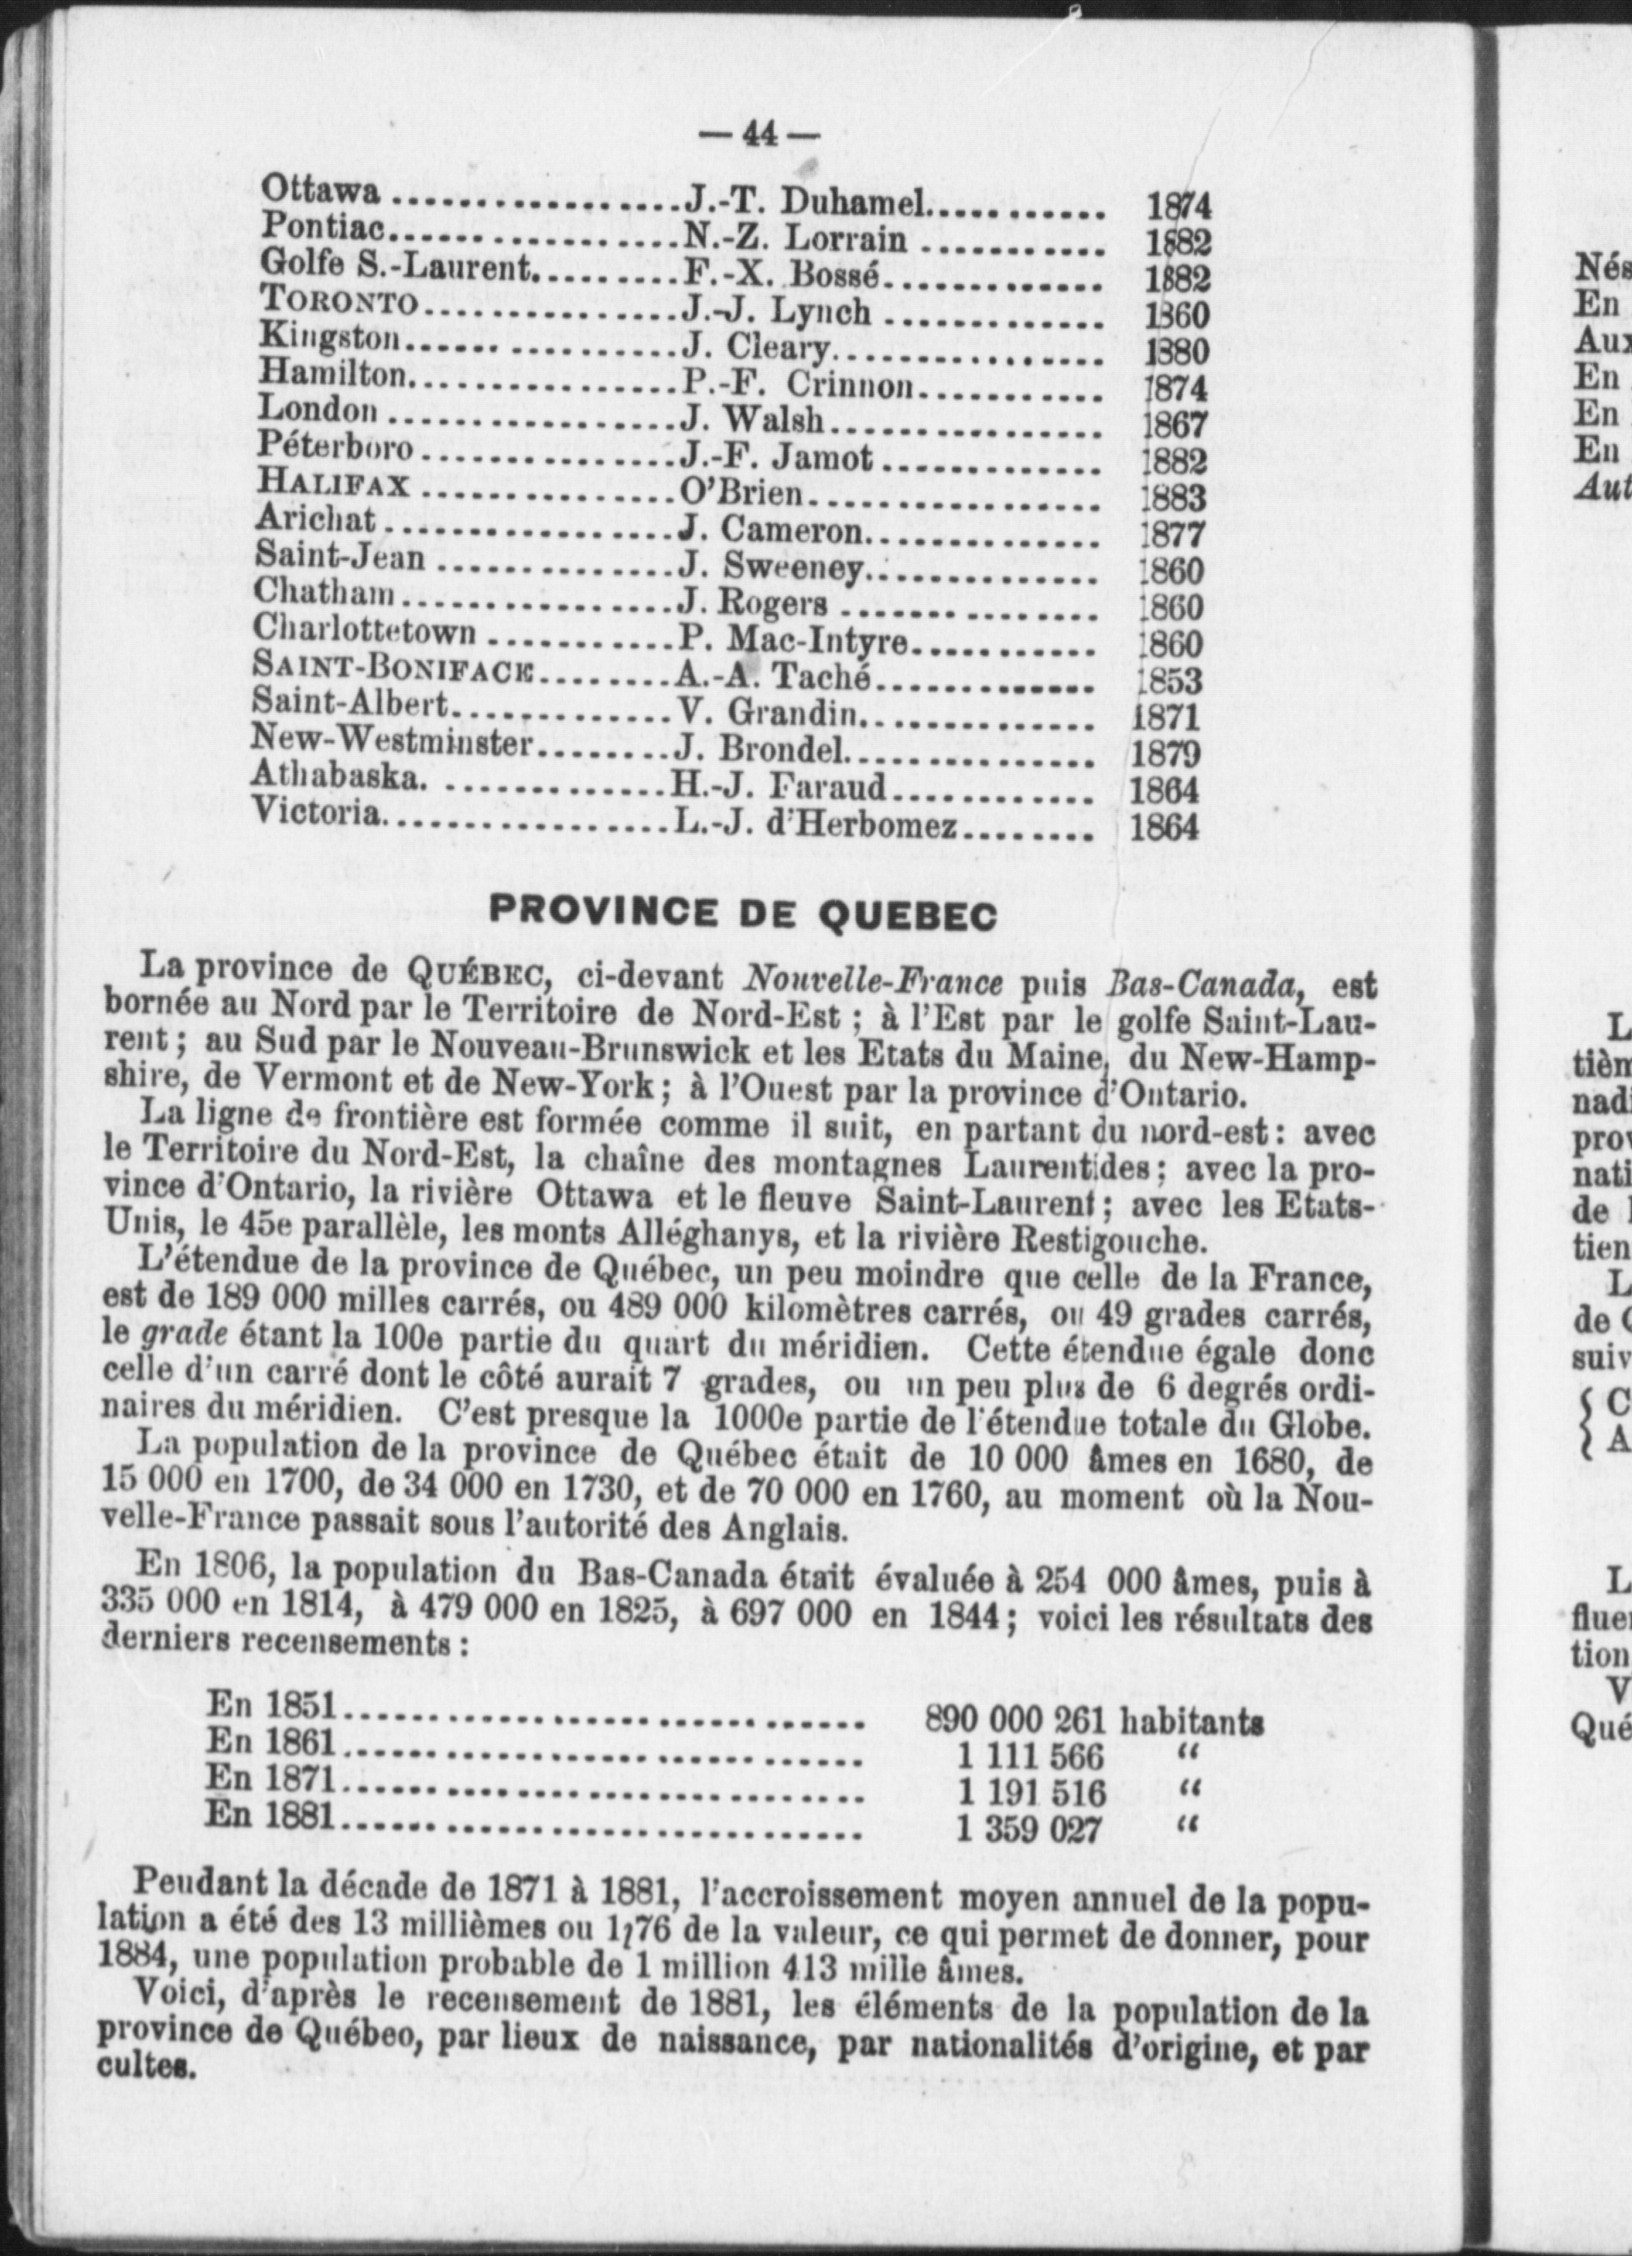 — 44 —
Ottawa ................. J.-T. Duhamel........... 1874
Pontiac................. N.-Z. Lorrain ........... 1882
Golfe S.-Laurent......... F.-X. Bossé............. 1882
TORONTO............... J.-J. Lynch ............. 1860
Kingston................ J. Cleary................ 1880
Hamilton................ P.-F. Crinnon........... 1874
London ................. J. Walsh................ 1867
Péterboro ............... J.-F. Jamot ............. 1882
HALIFAX ............... O'Brien.................. 1883
Arichat ................. J. Cameron.............. 1877
Saint-Jean .............. J. Sweeney.............. 1860
Chatham................ J. Rogers ............... 1860
Charlottetown ........... P. Mac-Intyre........... 1860
SAINT-BONIFACE........ A.-A. Taché............. 1853
Saint-Albert............. V. Grandin.............. 1871
New-Westminster........ J. Brondel............... 1879
Athabaska. ............. H.-J. Faraud............ 1864
Victoria................. L.-J. d'Herbomez........ 1864
PROVINCE DE QUEBEC
La province de QUÉBEC, ci-devant Nouvelle-France puis Bas-Canada, est
bornée au Nord par le Territoire de Nord-Est ; à l'Est par le golfe Saint-Lau-
rent ; au Sud par le Nouveau-Brunswick et les Etats du Maine, du New-Hamp-
shire, de Vermont et de New-York ; à l'Ouest par la province d'Ontario.
La ligne de frontière est formée comme il suit, en partant du nord-est : avec
le Territoire du Nord-Est, la chaîne des montagnes Laurentides ; avec la pro-
vince d'Ontario, la rivière Ottawa et le fleuve Saint-Laurent ; avec les Etats-
Unis, le 45e parallèle, les monts Alléghanys, et la rivière Restigouche.
L'étendue de la province de Québec, un peu moindre que celle de la France,
est de 189 000 milles carrés, ou 489 000 kilomètres carrés, ou 49 grades carrés,
le grade étant la 100e partie du quart du méridien. Cette étendue égale donc
celle d'un carré dont le côté aurait 7 grades, ou un peu plus de 6 degrés ordi-
naires du méridien. C'est presque la 1000e partie de l'étendue totale du Globe.
La population de la province de Québec était de 10 000 âmes en 1680, de
15 000 en 1700, de 34 000 en 1730, et de 70 000 en 1760, au moment où la Nou-
velle-France passait sous l'autorité des Anglais.
En 1806, la population du Bas-Canada était évaluée à 254 000 âmes, puis à
335 000 en 1814, à 479 000 en 1825, à 697 000 en 1844 ; voici les résultats des
derniers recensements :
En 1851............................... 890 000 261 habitants
En 1861............................... 1 111 566 “
En 1871............................... 1 191 516 “
En 1881............................... 1 359 027 “
Peudant la décade de 1871 à 1881, l'accroissement moyen annuel de la popu-
lation a été des 13 millièmes ou 1/76 de la valeur, ce qui permet de donner, pour
1884, une population probable de 1 million 413 mille âmes.
Voici, d'après le recensement de 1881, les éléments de la population de la
province de Québeo, par lieux de naissance, par nationalités d'origine, et par
cultes.
Nés
En
Aux
En
En
En
Aut
L
tièm
nadi
prov
nati
de
tien
L
de
suiv
C
A
L
fluen
tion
V
Qué